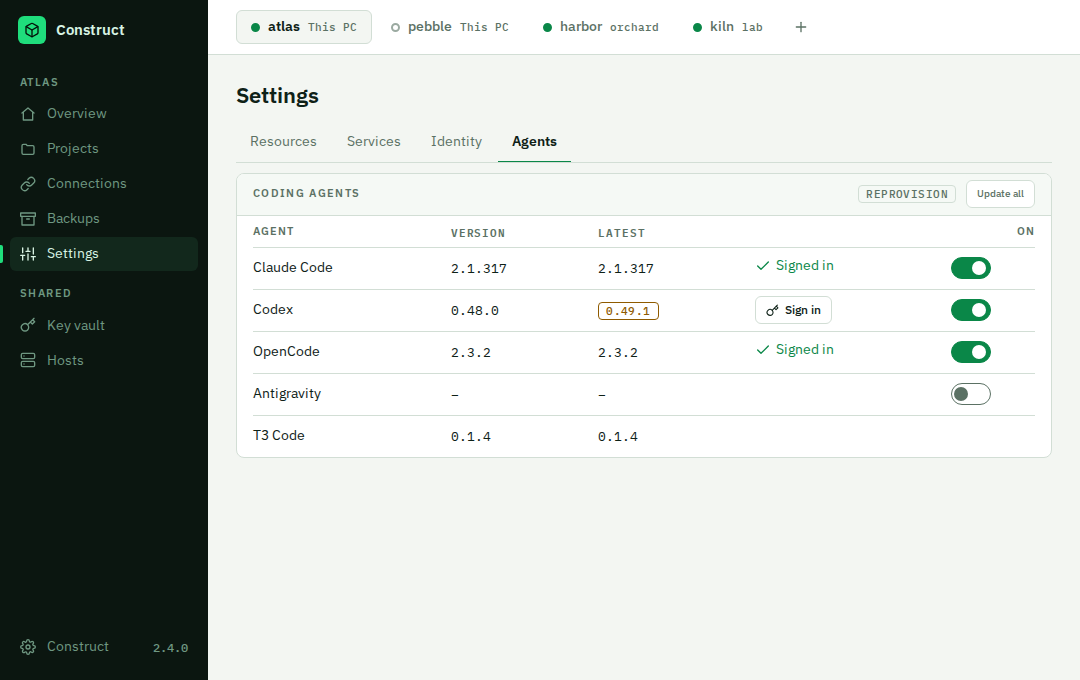 Construct
atlas This PC
pebble This PC
harbor orchard
kiln lab
ATLAS
Overview
Projects
Connections
Backups
Settings
SHARED
Key vault
Hosts
Construct 2.4.0
Settings
Resources Services Identity Agents
CODING AGENTS REPROVISION Update all
AGENT VERSION LATEST ON
Claude Code 2.1.317 2.1.317 Signed in
Codex 0.48.0 0.49.1 Sign in
OpenCode 2.3.2 2.3.2 Signed in
Antigravity – –
T3 Code 0.1.4 0.1.4